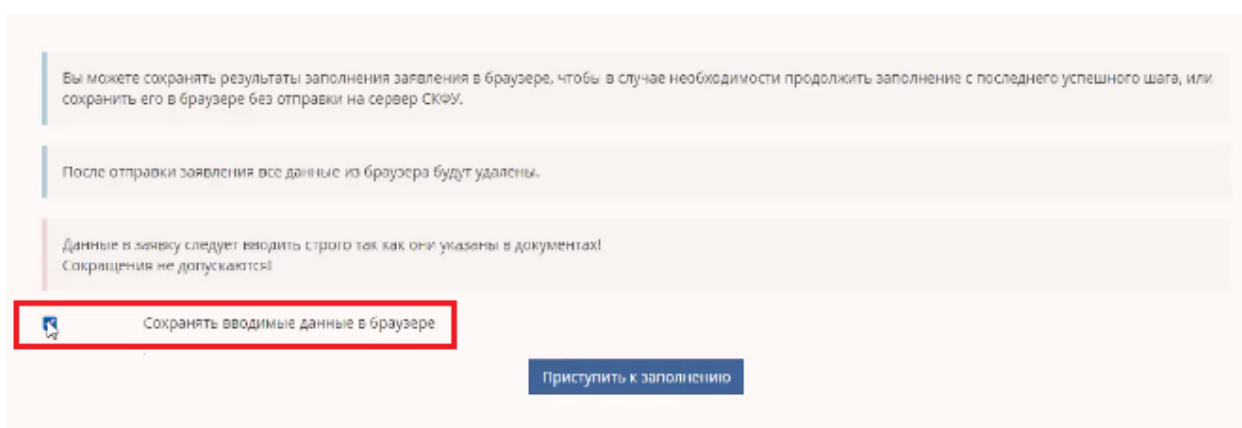 Вы можете сохранять результаты заполнения заявления в браузере, чтобы в случае необходимости продолжить заполнение с последнего успешного шага, или
сохранить его в браузере без отправки на сервер СКФУ.
После отправки заявления все данные из браузера будут удалены.
Данные в заявку следует вводить строго так как они указаны в документах!
Сокращения не допускаются!
Сохранять вводимые данные в браузере
Приступить к заполнению